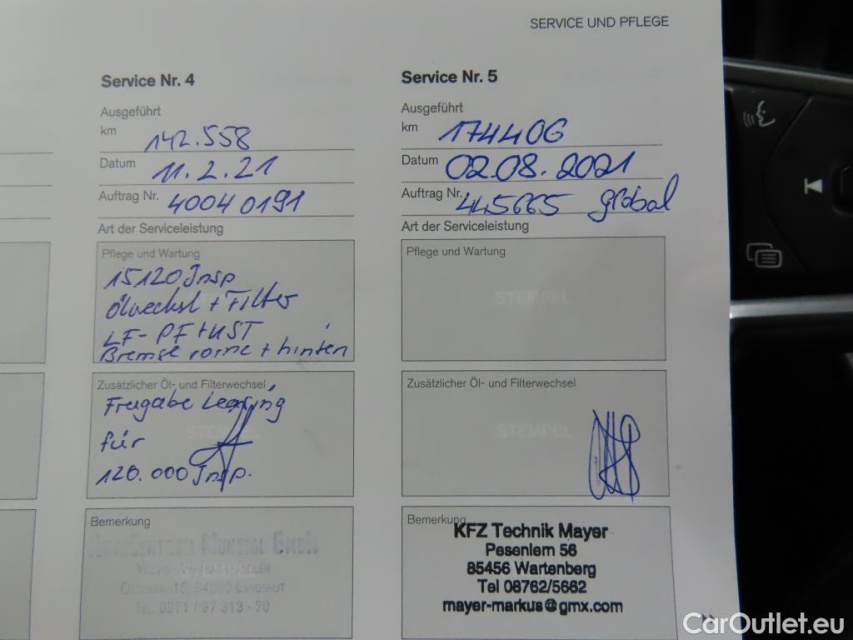 SERVICE UND PFLEGE
Service Nr. 4
Ausgeführt
km 142.558
Datum 11.2.21
Auftrag Nr. 40040191
Art der Serviceleistung
Pflege und Wartung
15120 Insp
Ölwechsl + Filter
LF-PF+UST
Bremse vorne + hinten
Zusätzlicher Öl- und Filterwechsel
Freigabe Leasing
für
120.000 Insp.
Bemerkung
Service Nr. 5
Ausgeführt
km 174406
Datum 02.08.2021
Auftrag Nr. 445665 global
Art der Serviceleistung
Pflege und Wartung
STEMPEL
Zusätzlicher Öl- und Filterwechsel
STEMPEL
Bemerkung
KFZ Technik Mayer
Pesenlern 56
85456 Wartenberg
Tel 08762/5662
mayer-markus@gmx.com
CarOutlet.eu